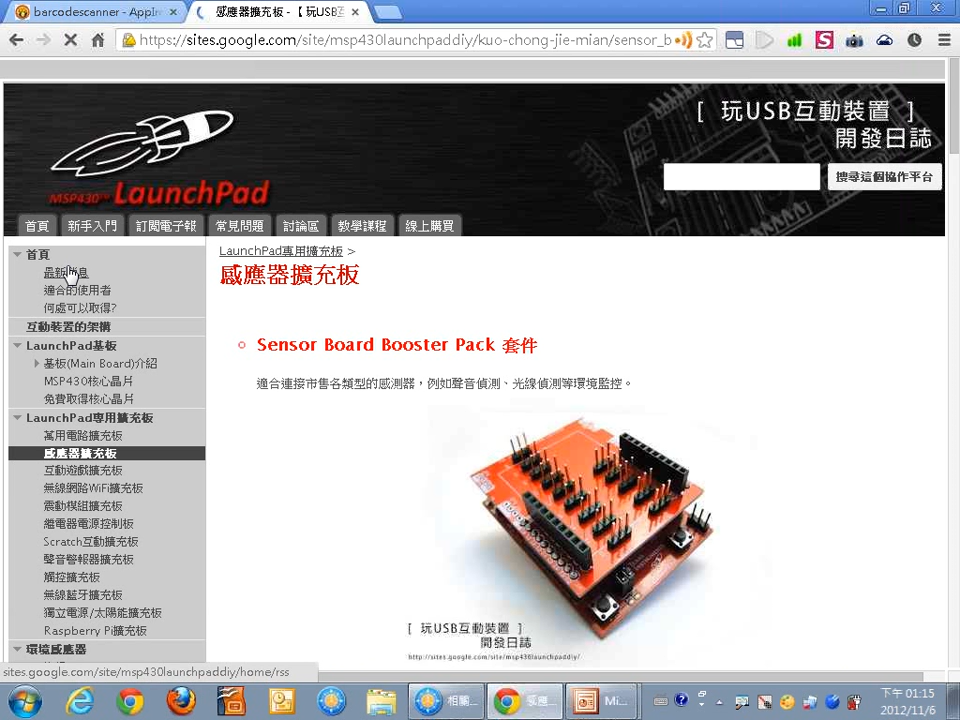 barcodescanner - AppIn
感應器擴充板 - 【 玩USB互
https://sites.google.com/site/msp430launchpaddiy/kuo-chong-jie-mian/sensor_b
[ 玩USB互動裝置 ]
開發日誌
MSP430™ LaunchPad
搜尋這個協作平台
首頁 新手入門 訂閱電子報 常見問題 討論區 教學課程 線上購買
首頁
最新消息
適合的使用者
何處可以取得?
互動裝置的架構
LaunchPad基板
基板(Main Board)介紹
MSP430核心晶片
免費取得核心晶片
LaunchPad專用擴充板
萬用電路擴充板
感應器擴充板
互動遊戲擴充板
無線網路WiFi擴充板
震動模組擴充板
繼電器電源控制板
Scratch互動擴充板
聲音警報器擴充板
觸控擴充板
無線藍牙擴充板
獨立電源/太陽能擴充板
Raspberry Pi擴充板
環境感應器
LaunchPad專用擴充板 >
感應器擴充板
Sensor Board Booster Pack 套件
適合連接市售各類型的感測器，例如聲音偵測、光線偵測等環境監控。
[ 玩USB互動裝置 ]
開發日誌
http://sites.google.com/site/msp430launchpaddiy/
sites.google.com/site/msp430launchpaddiy/home/rss
相關...
感應...
Mi...
下午 01:15
2012/11/6